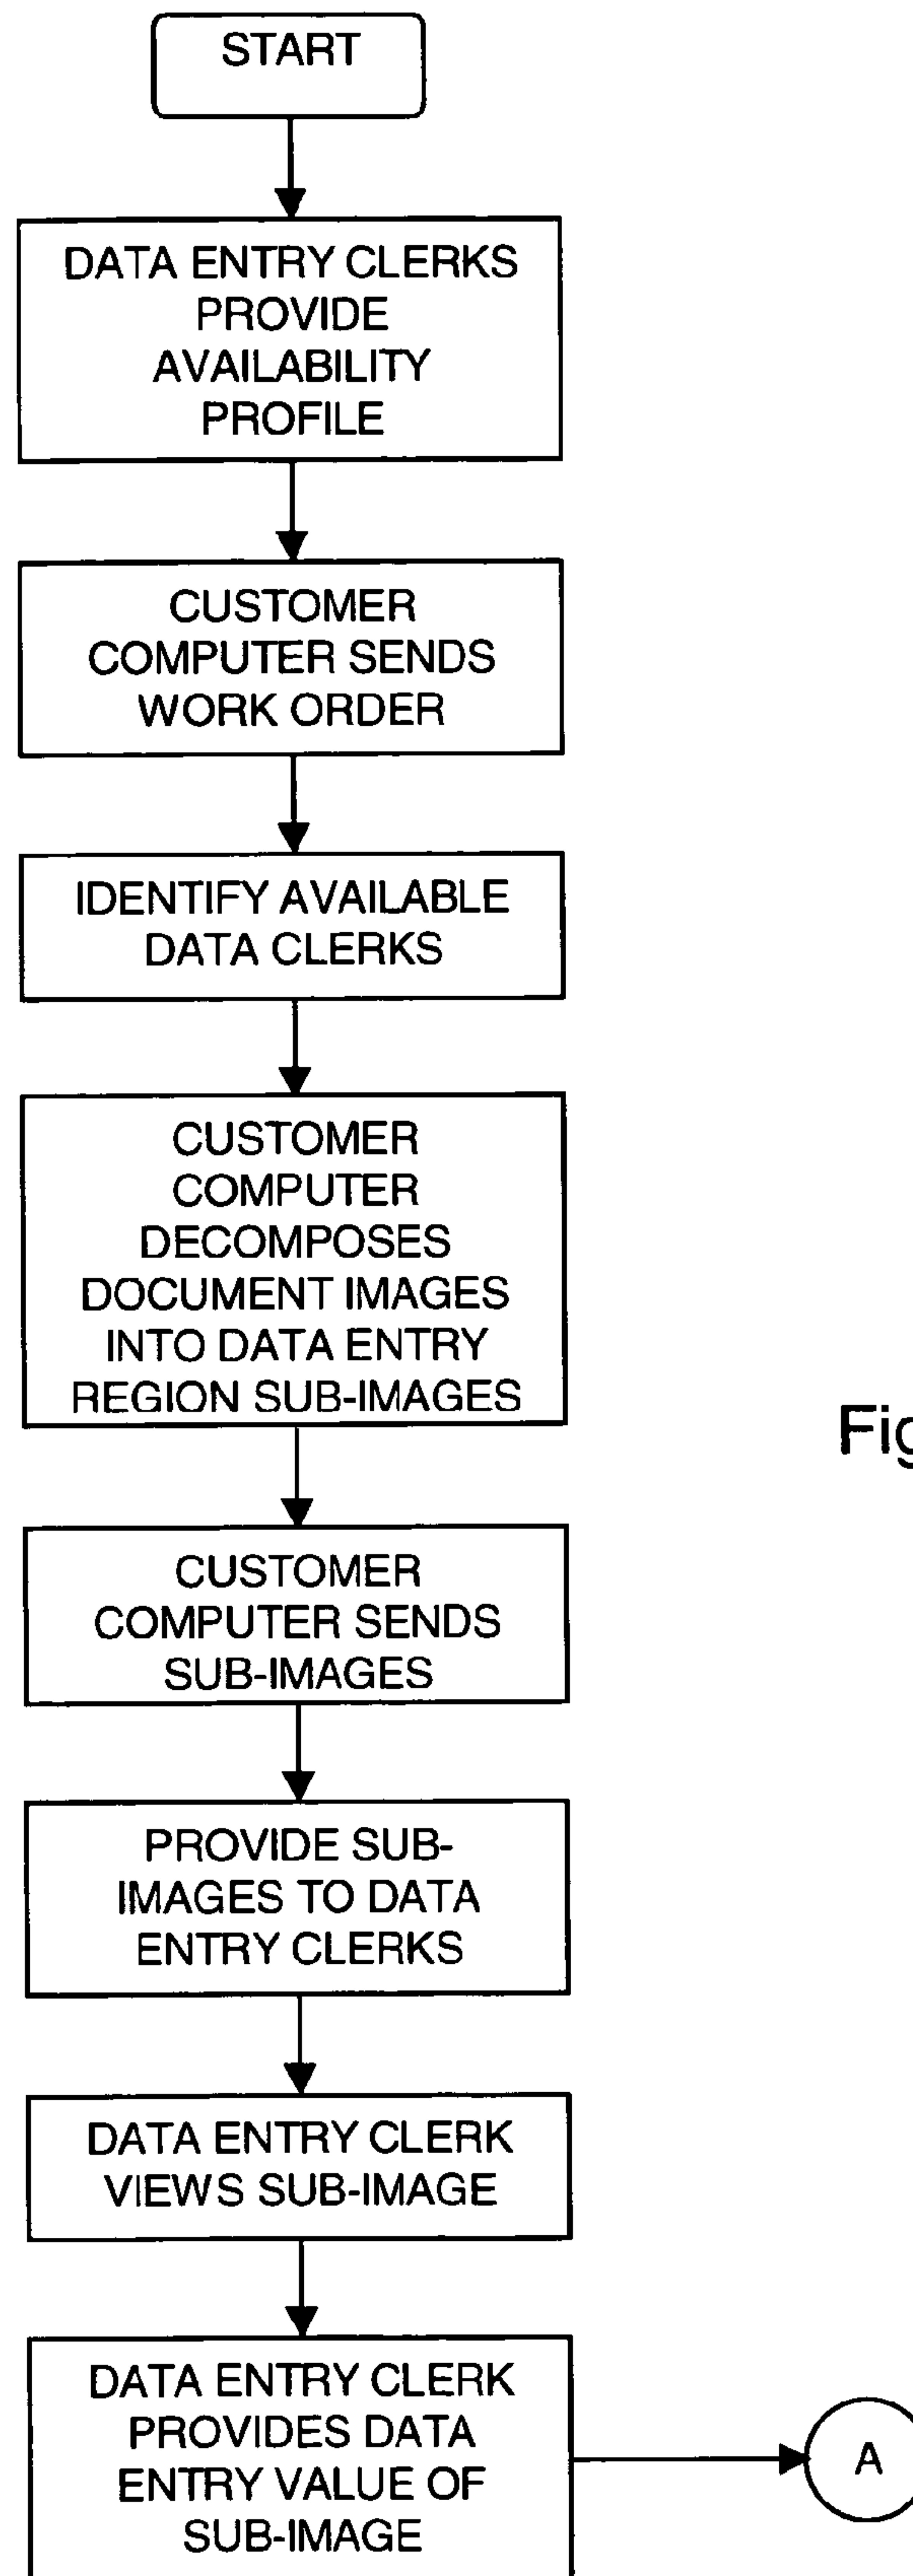 START
DATA ENTRY CLERKS
PROVIDE
AVAILABILITY
PROFILE
CUSTOMER
COMPUTER SENDS
WORK ORDER
IDENTIFY AVAILABLE
DATA CLERKS
CUSTOMER
COMPUTER
DECOMPOSES
DOCUMENT IMAGES
INTO DATA ENTRY
REGION SUB-IMAGES
Fig
CUSTOMER
COMPUTER SENDS
SUB-IMAGES
PROVIDE SUB-
IMAGES TO DATA
ENTRY CLERKS
DATA ENTRY CLERK
VIEWS SUB-IMAGE
DATA ENTRY CLERK
PROVIDES DATA
ENTRY VALUE OF
SUB-IMAGE
A